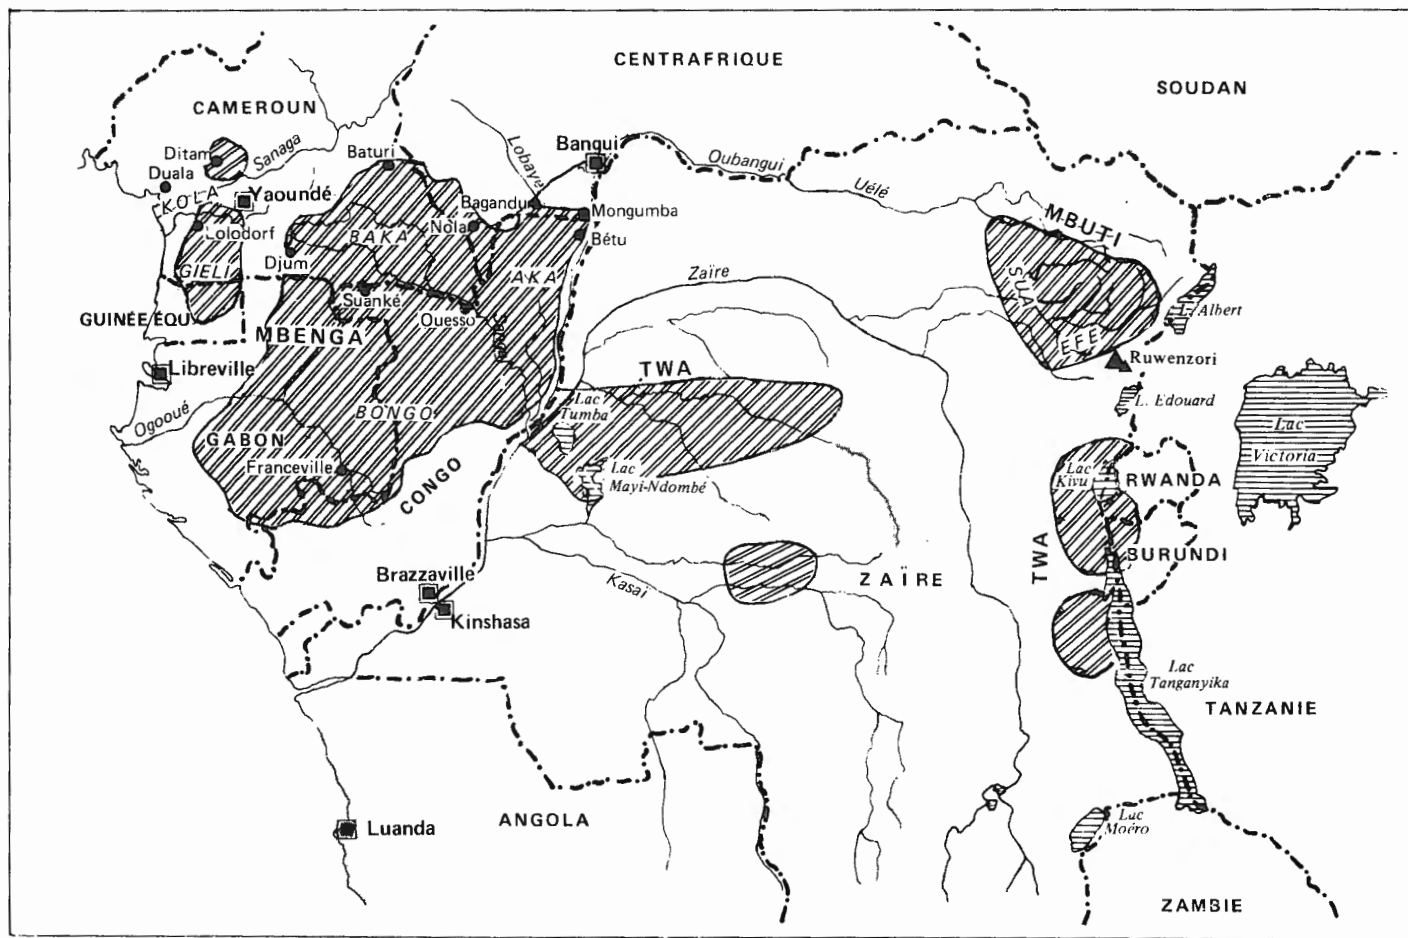 CENTRAFRIQUE
SOUDAN
CAMEROUN
Ditam
Sanaga
Baturi
Lobaye
Bangui
Oubangui
Uélé
Duala
KOLA
Yaoundé
Bagandu
Mongumba
MBUTI
Lolodorf
BAKA
Nola
Bétu
GIELI
Djum
AKA
Zaïre
SUA
Suanké
Ouesso
Sangha
GUINÉE ÉQU.
MBENGA
EFE
L. Albert
Ruwenzori
Libreville
TWA
Lac
Tumba
L. Edouard
Ogooué
BONGO
GABON
Lac
Victoria
Franceville
CONGO
Lac
Mayi-Ndombé
Lac
Kivu
RWANDA
TWA
BURUNDI
Brazzaville
Kasaï
ZAÏRE
Kinshasa
Lac
Tanganyika
TANZANIE
ANGOLA
Luanda
Lac
Moéro
ZAMBIE